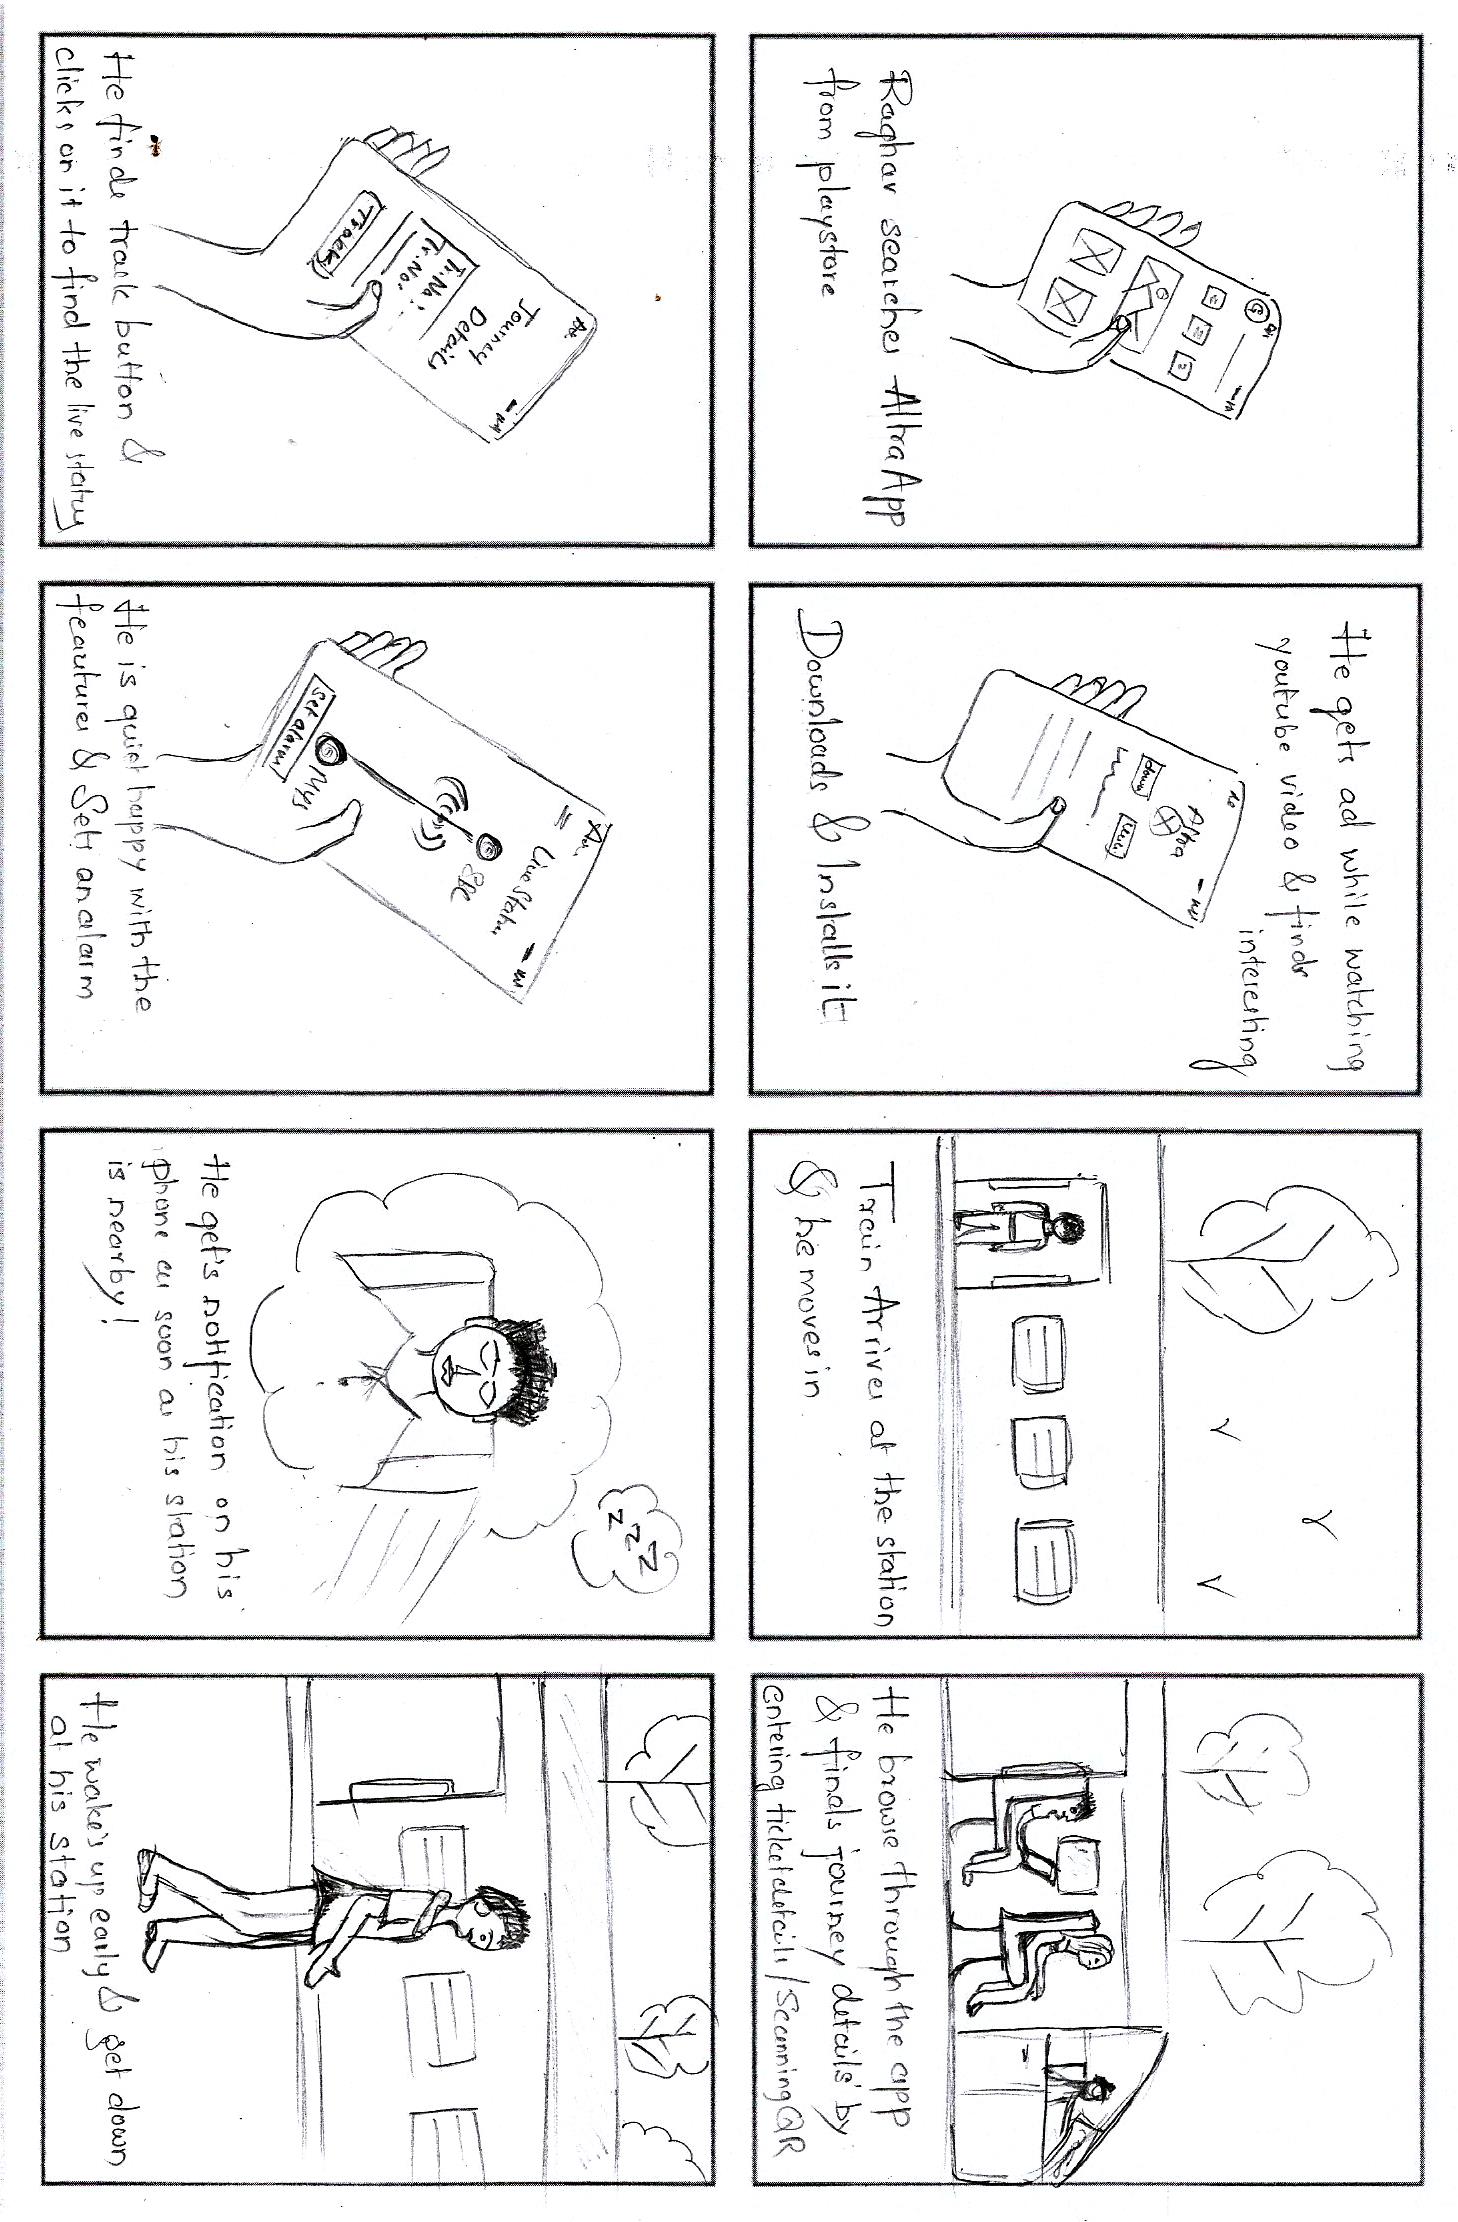 Raghav searches Altra App
from playstore
He gets ad while watching
youtube video & finds
interesting
Altra
down
Downloads & Installs it
Train Arrives at the station
& he moves in
He browse through the app
& finds journey details by
entering ticket details / Scanning QR
Journey
Details
Tr. Na :
Tr. No:
Track
He finds track button &
clicks on it to find the live status
Live Status
SBC
Mys
set alarm
He is quiet happy with the
feautures & Sets an alarm
z z z
He get's notification on his
phone as soon as his station
is nearby!
He wake's up early & get down
at his station